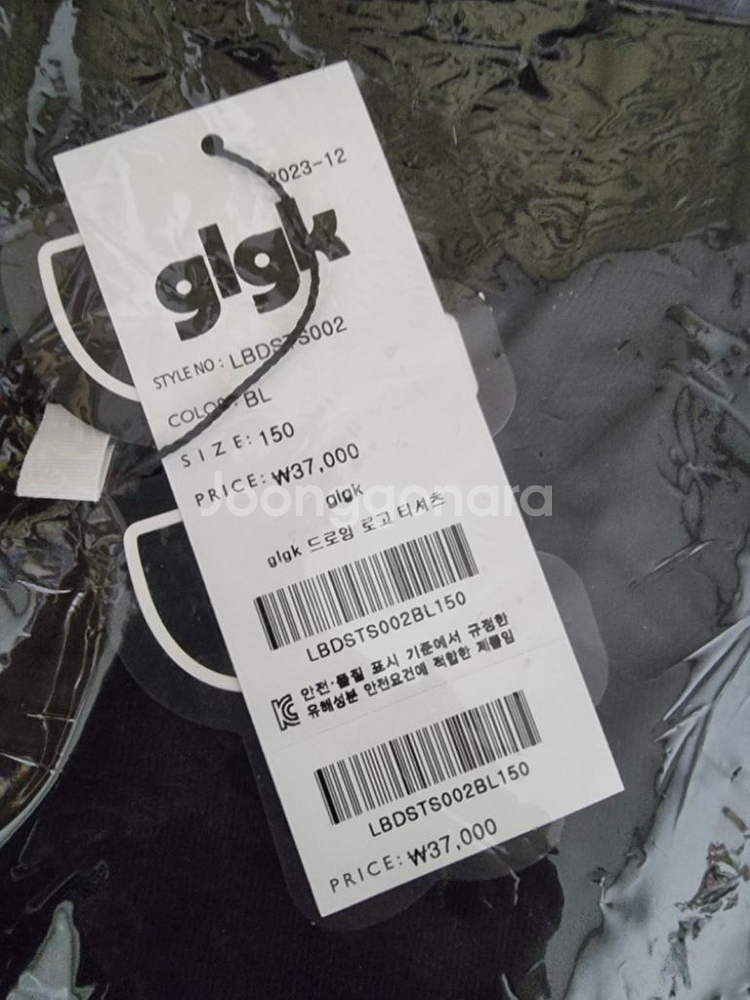 2023-12
glgk
STYLE NO : LBDSTS002
COLOR : BL
SIZE : 150
PRICE: ₩37,000
glgk
glgk 드로잉 로고 티셔츠
LBDSTS002BL150
안전·품질 표시 기준에서 규정한
유해성분 안전요건에 적합한 제품임
LBDSTS002BL150
PRICE: ₩37,000
Joonggonara